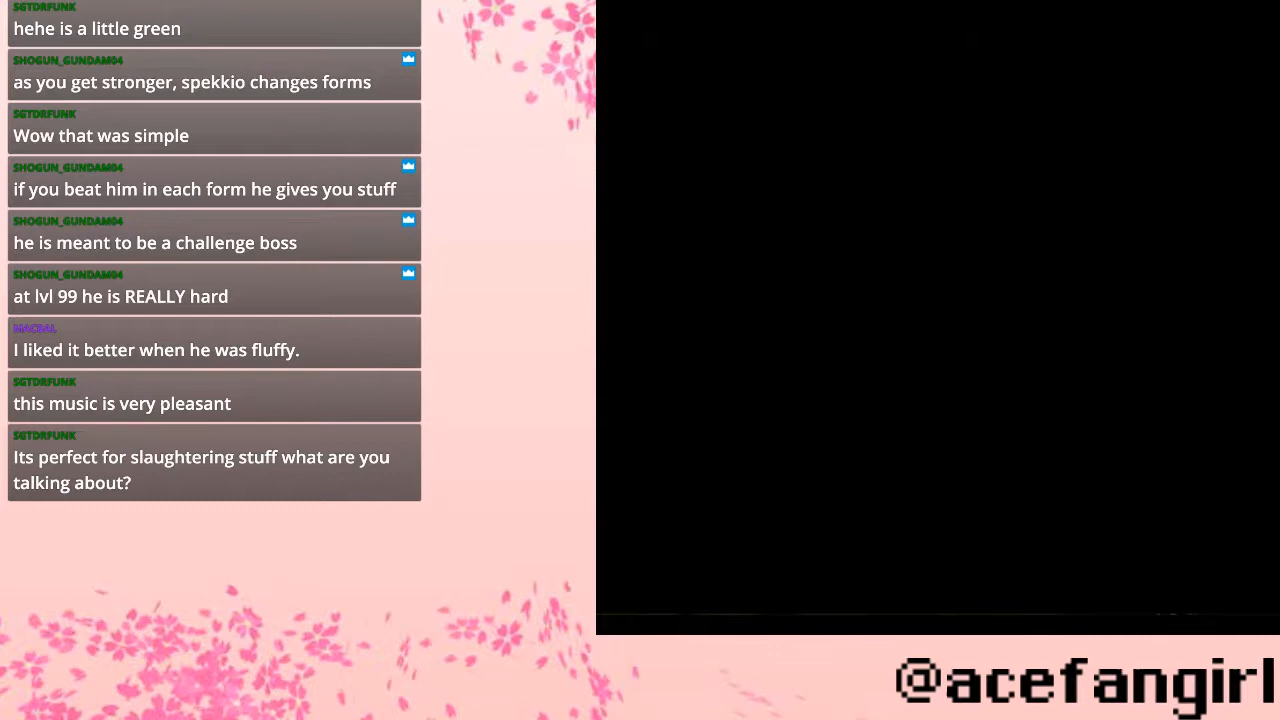 SGTDRFUNK
hehe is a little green
SHOGUN_GUNDAM04
as you get stronger, spekkio changes forms
SGTDRFUNK
Wow that was simple
SHOGUN_GUNDAM04
if you beat him in each form he gives you stuff
SHOGUN_GUNDAM04
he is meant to be a challenge boss
SHOGUN_GUNDAM04
at lvl 99 he is REALLY hard
MACSAL
I liked it better when he was fluffy.
SGTDRFUNK
this music is very pleasant
SGTDRFUNK
Its perfect for slaughtering stuff what are you
talking about?
@acefangirl